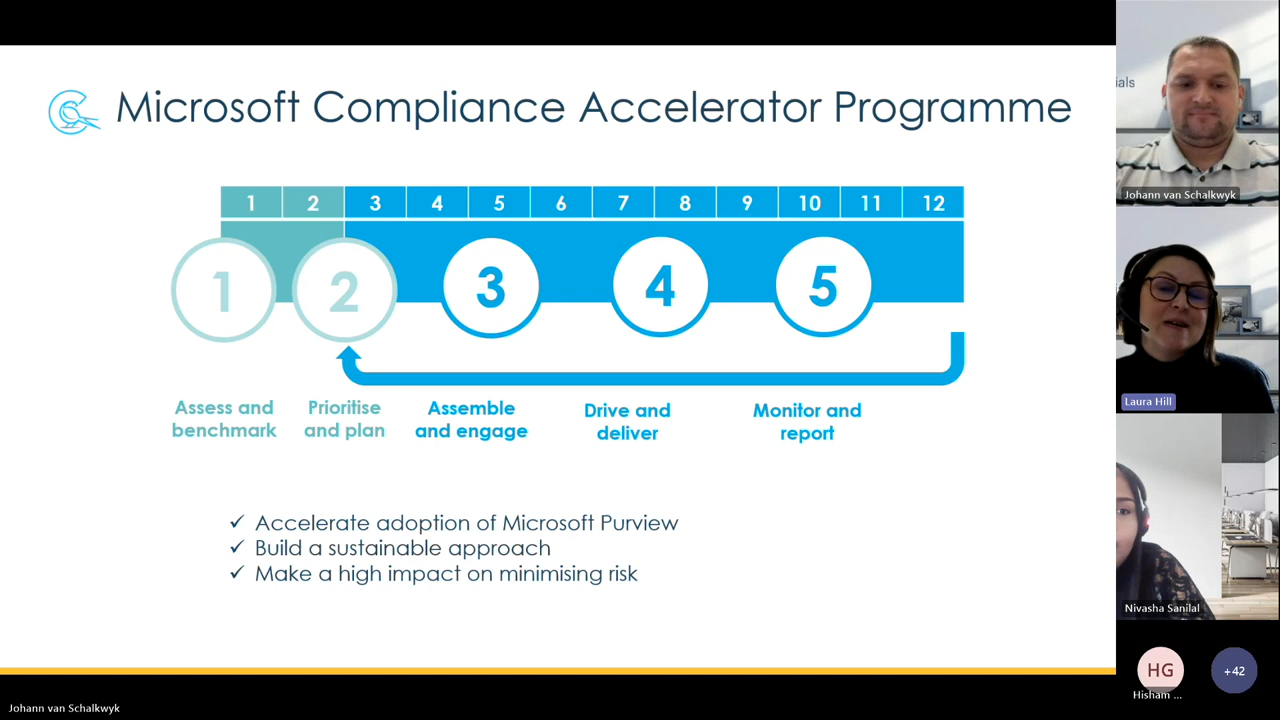 Microsoft Compliance Accelerator Programme
1 2 3 4 5 6 7 8 9 10 11 12
1 2 3 4 5
Assess and
benchmark
Prioritise
and plan
Assemble
and engage
Drive and
deliver
Monitor and
report
✓ Accelerate adoption of Microsoft Purview
✓ Build a sustainable approach
✓ Make a high impact on minimising risk
ials
Johann van Schalkwyk
Laura Hill
Nivasha Sanilal
HG
+42
Hisham ...
Johann van Schalkwyk